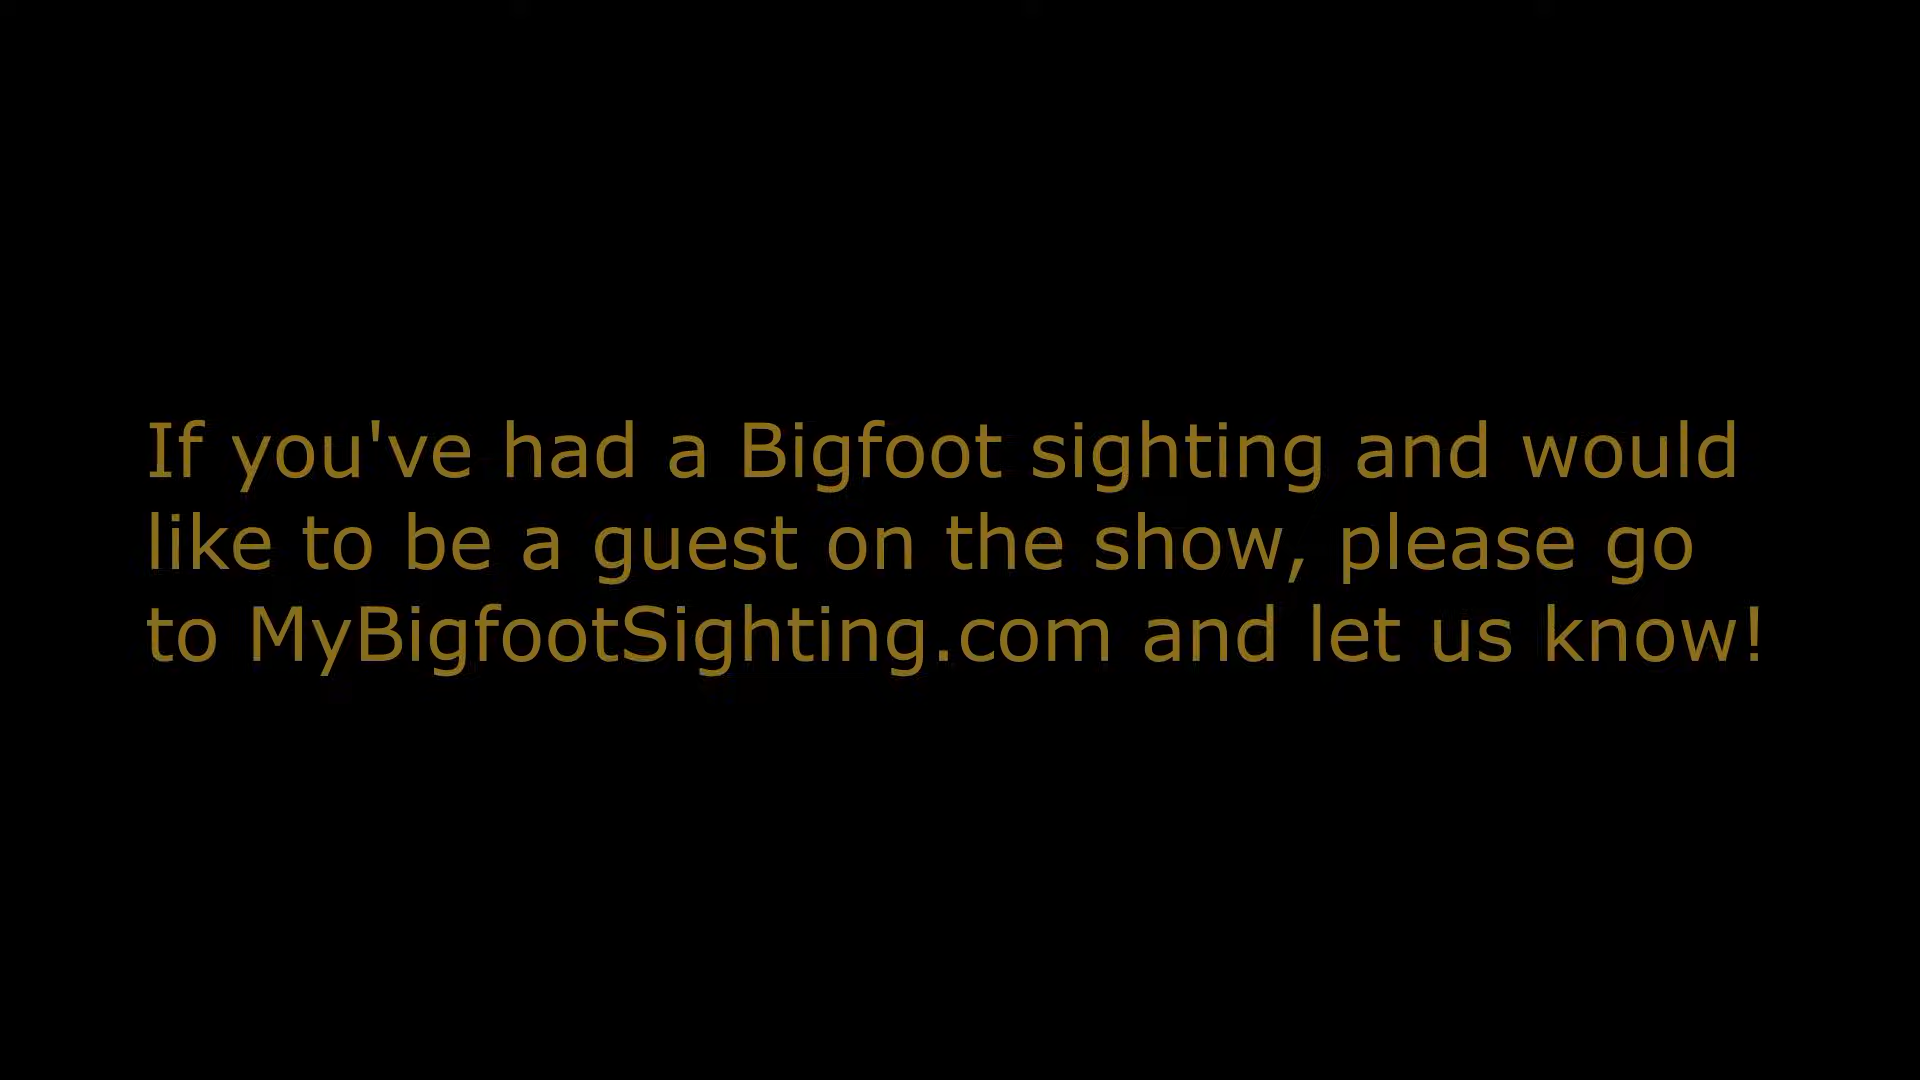 If you've had a Bigfoot sighting and would
like to be a guest on the show, please go
to MyBigfootSighting.com and let us know!